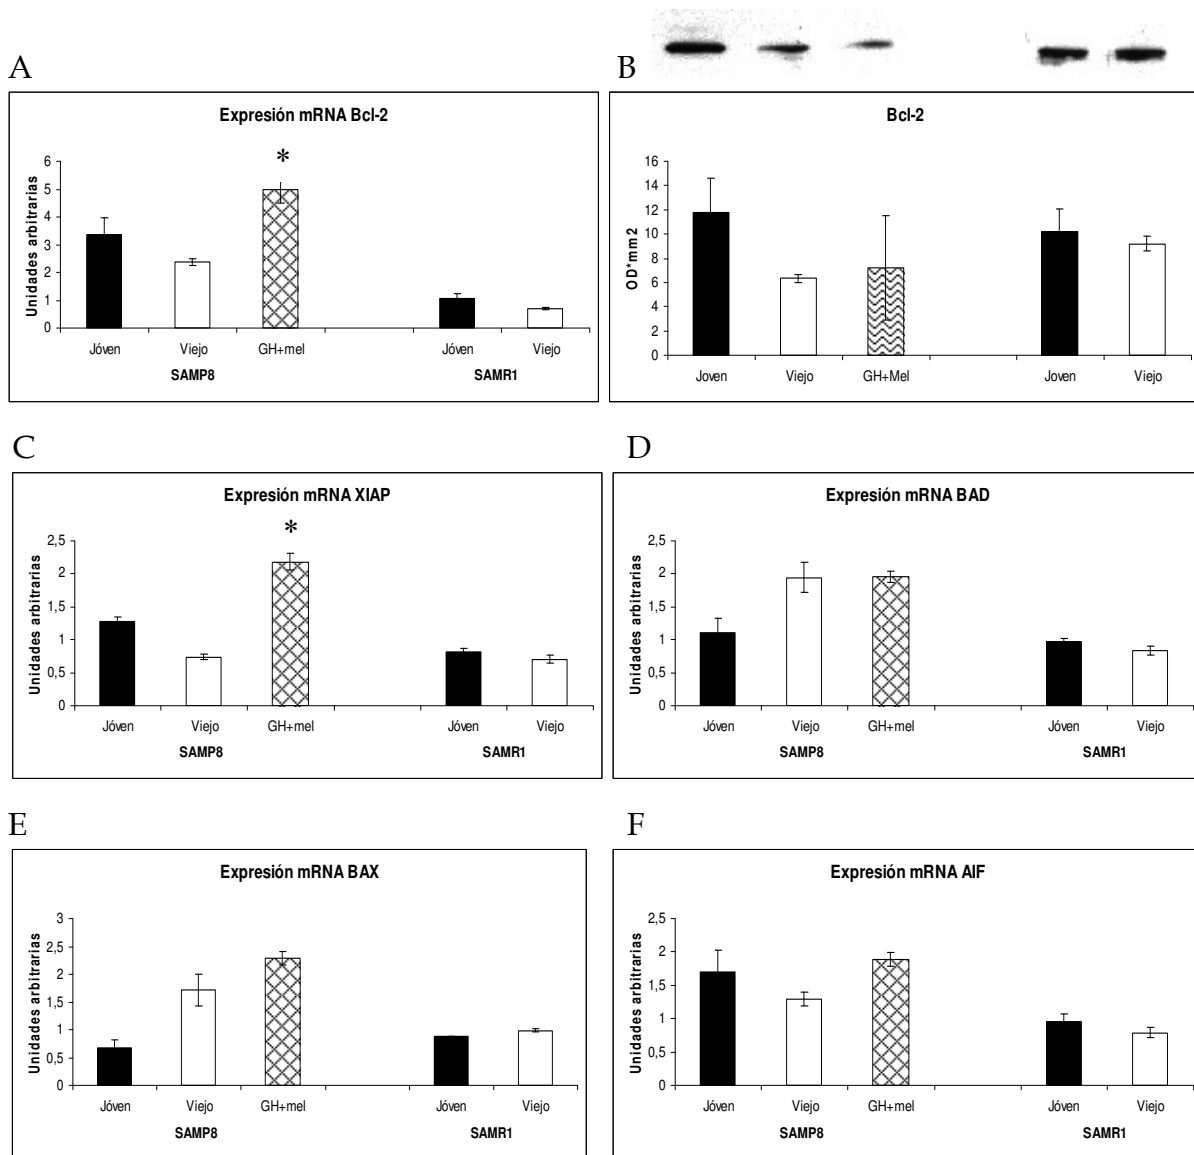 A
Expresión mRNA Bcl-2
Unidades arbitrarias
6
5
4
3
2
1
0
*
Jóven Viejo GH+mel Jóven Viejo
SAMP8 SAMR1
B
Bcl-2
OD*mm2
16
14
12
10
8
6
4
2
0
Joven Viejo GH+Mel Joven Viejo
C
Expresión mRNA XIAP
Unidades arbitrarias
2,5
2
1,5
1
0,5
0
*
Jóven Viejo GH+mel Jóven Viejo
SAMP8 SAMR1
D
Expresión mRNA BAD
Unidades arbitrarias
2,5
2
1,5
1
0,5
0
Jóven Viejo GH+mel Jóven Viejo
SAMP8 SAMR1
E
Expresión mRNA BAX
Unidades arbitrarias
3
2,5
2
1,5
1
0,5
0
Jóven Viejo GH+mel Jóven Viejo
SAMP8 SAMR1
F
Expresión mRNA AIF
Unidades arbitrarias
2,5
2
1,5
1
0,5
0
Jóven Viejo GH+mel Jóven Viejo
SAMP8 SAMR1